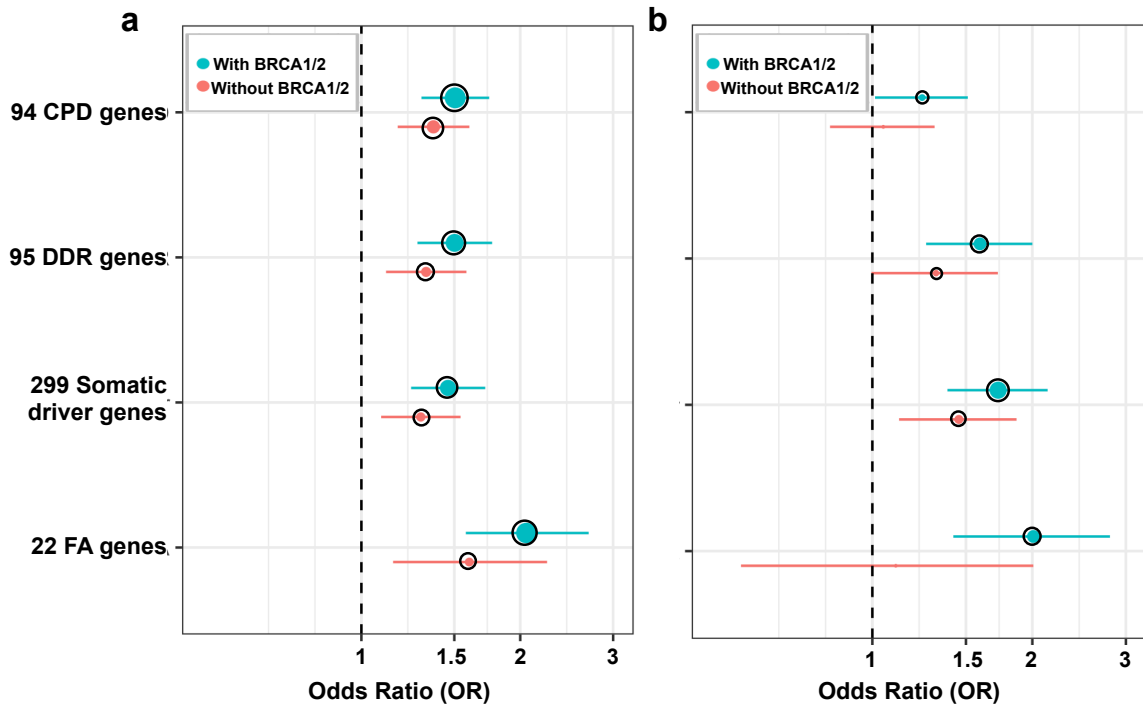 a
With BRCA1/2
Without BRCA1/2
94 CPD genes
95 DDR genes
299 Somatic
driver genes
22 FA genes
1
1.5
2
3
Odds Ratio (OR)
b
With BRCA1/2
Without BRCA1/2
1
1.5
2
3
Odds Ratio (OR)